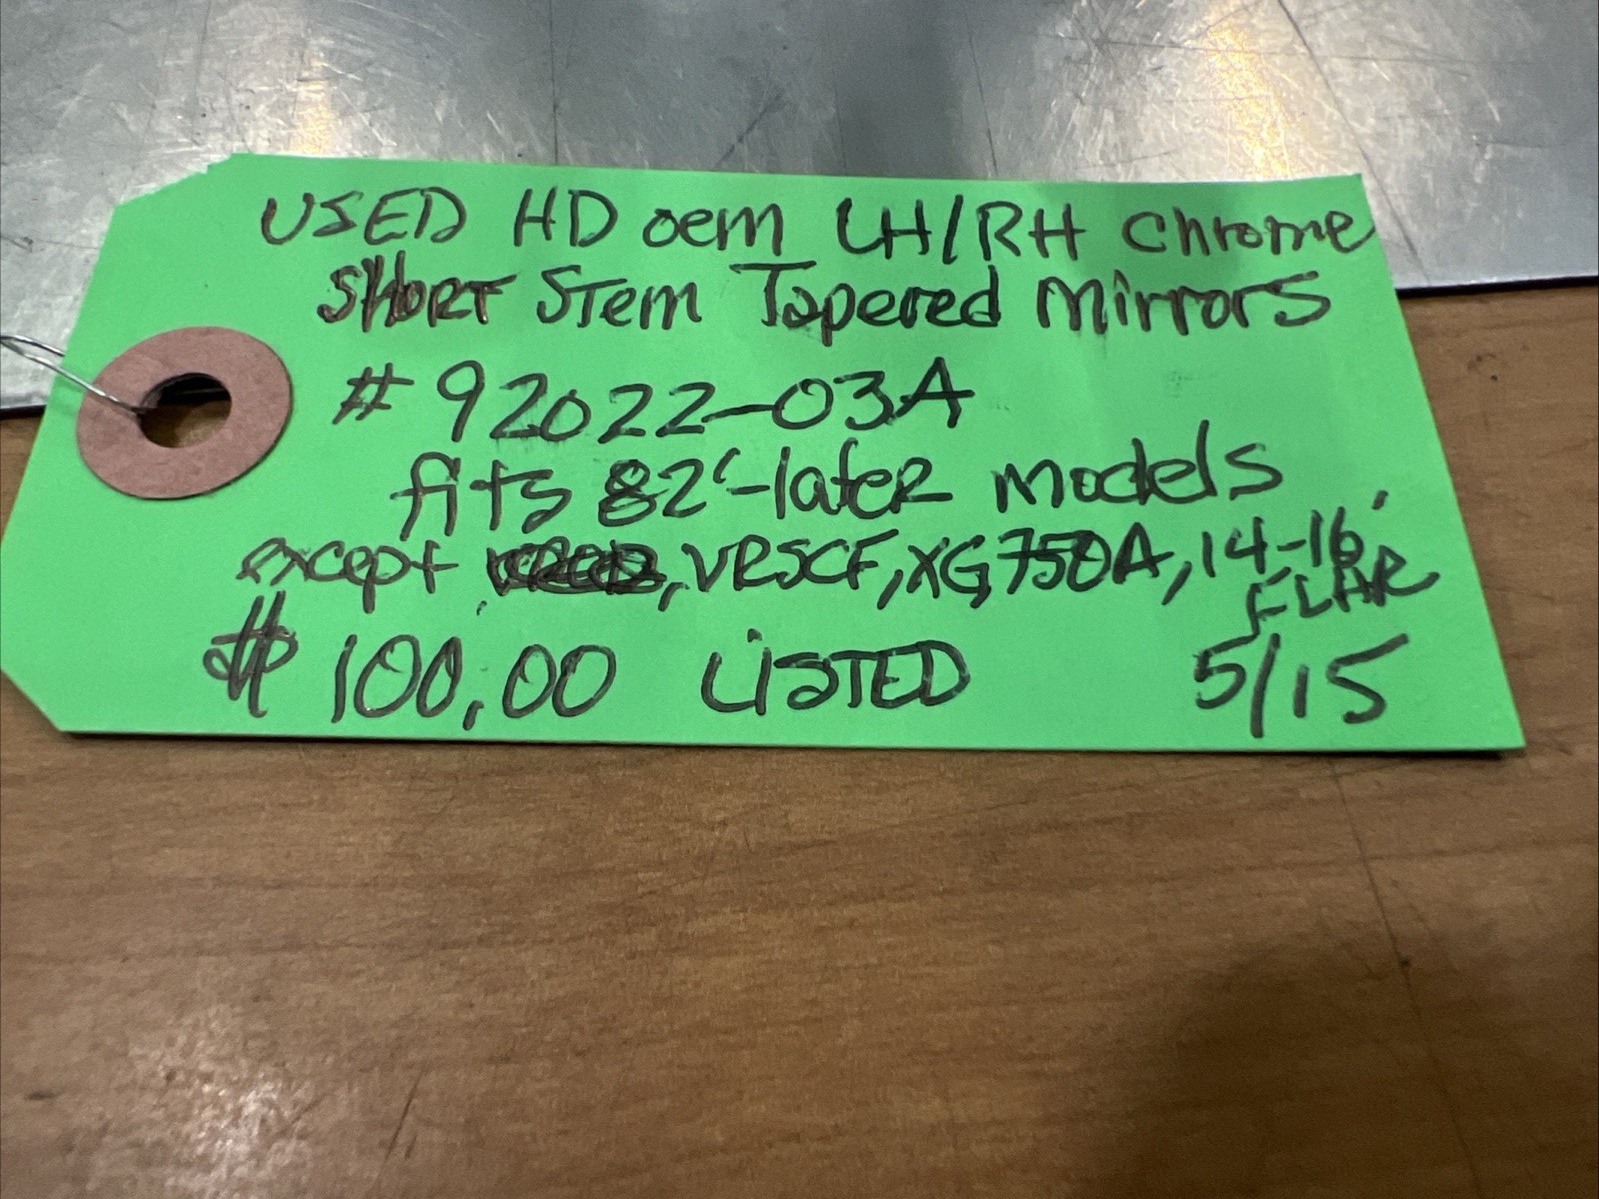 USED HD oem LH/RH chrome
SHORT STem Tapered mirrors
# 92022-03A
fits 82'-later models
except , VRSCF, XG750A, 14-16'
FLHR
$ 100.00 LiSTED 5/15